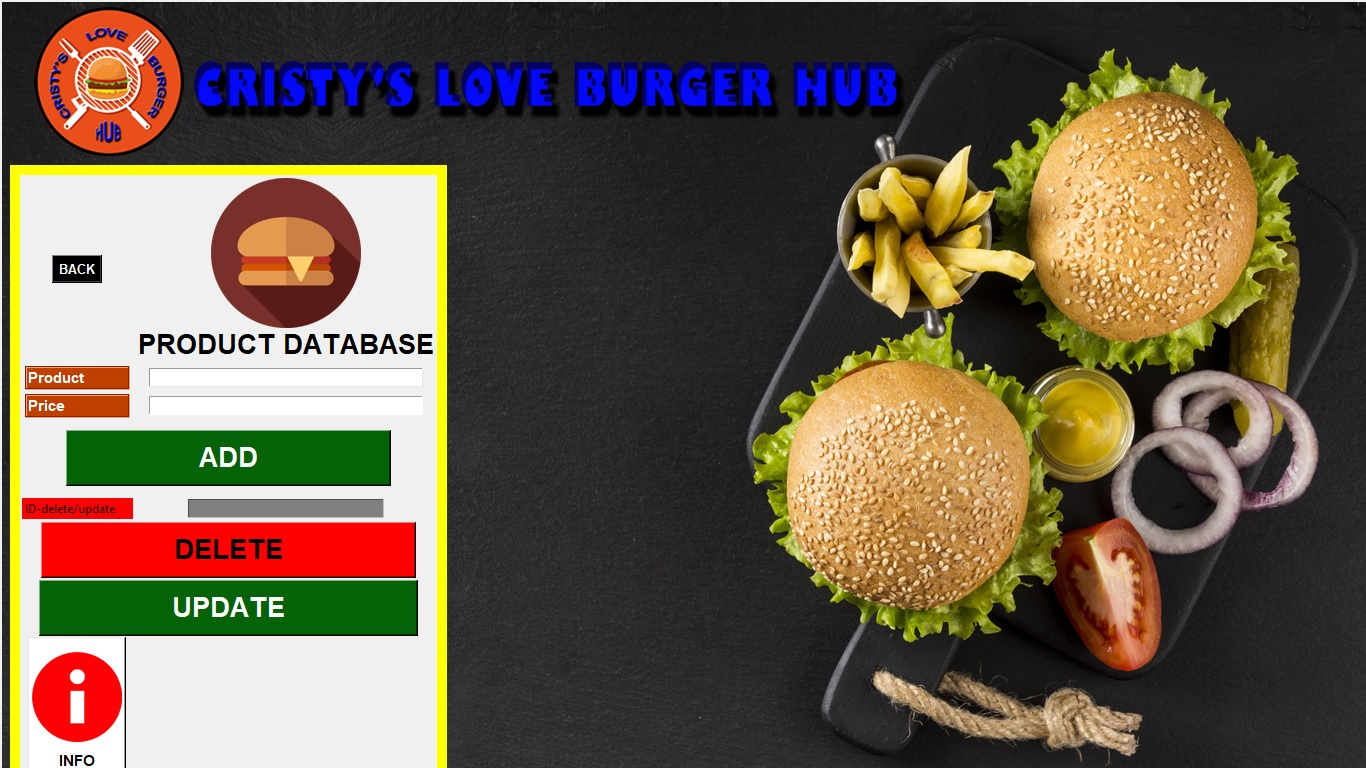 CRISTY'S LOVE BURGER HUB
CRISTY'S LOVE BURGER HUB
BACK
PRODUCT DATABASE
Product
Price
ADD
ID-delete/update
DELETE
UPDATE
i
INFO